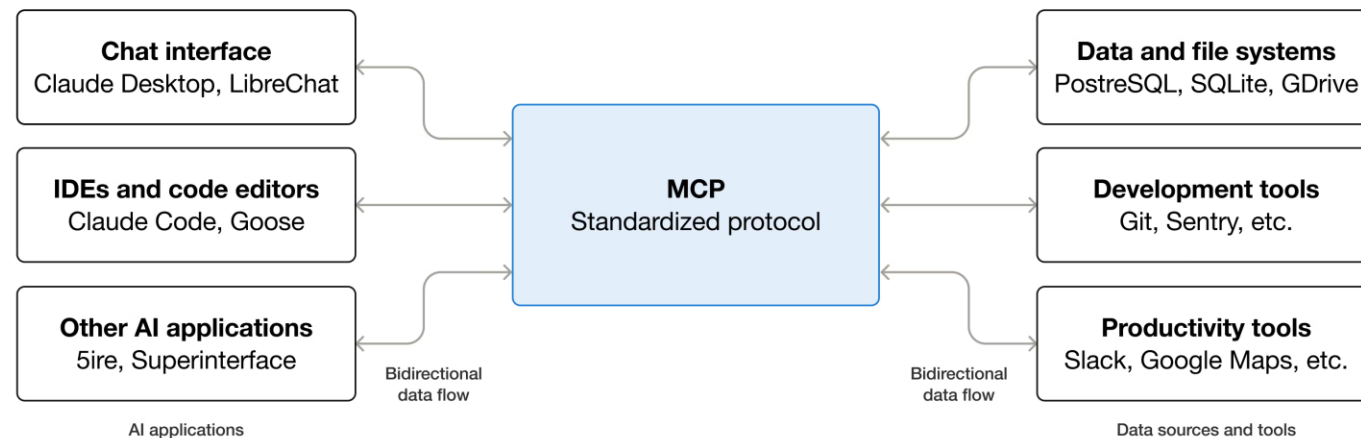 Chat interface
Claude Desktop, LibreChat
IDEs and code editors
Claude Code, Goose
Other AI applications
5ire, Superinterface
AI applications
Bidirectional
data flow
MCP
Standardized protocol
Bidirectional
data flow
Data and file systems
PostreSQL, SQLite, GDrive
Development tools
Git, Sentry, etc.
Productivity tools
Slack, Google Maps, etc.
Data sources and tools